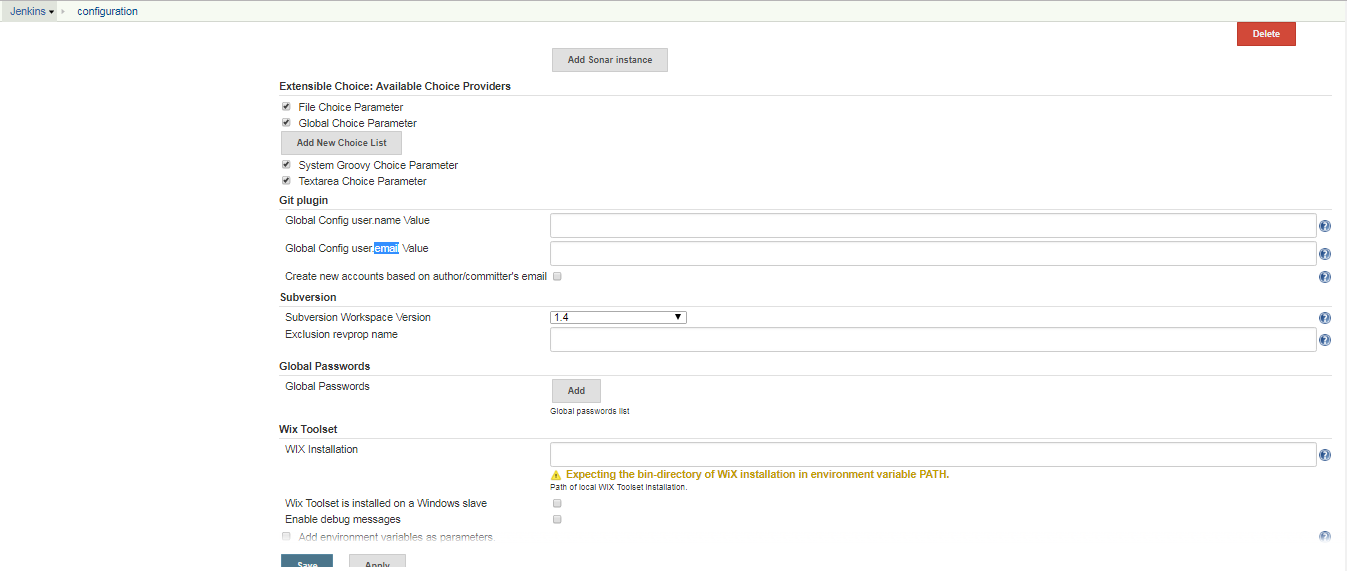 Jenkins configuration
Delete
Add Sonar instance
Extensible Choice: Available Choice Providers
File Choice Parameter
Global Choice Parameter
Add New Choice List
System Groovy Choice Parameter
Textarea Choice Parameter
Git plugin
Global Config user.name Value
Global Config user.email Value
Create new accounts based on author/committer's email
Subversion
Subversion Workspace Version 1.4
Exclusion revprop name
Global Passwords
Global Passwords Add
Global passwords list
Wix Toolset
WIX Installation
Expecting the bin-directory of WiX installation in environment variable PATH.
Path of local WIX Toolset installation.
Wix Toolset is installed on a Windows slave
Enable debug messages
Add environment variables as parameters
Save Apply